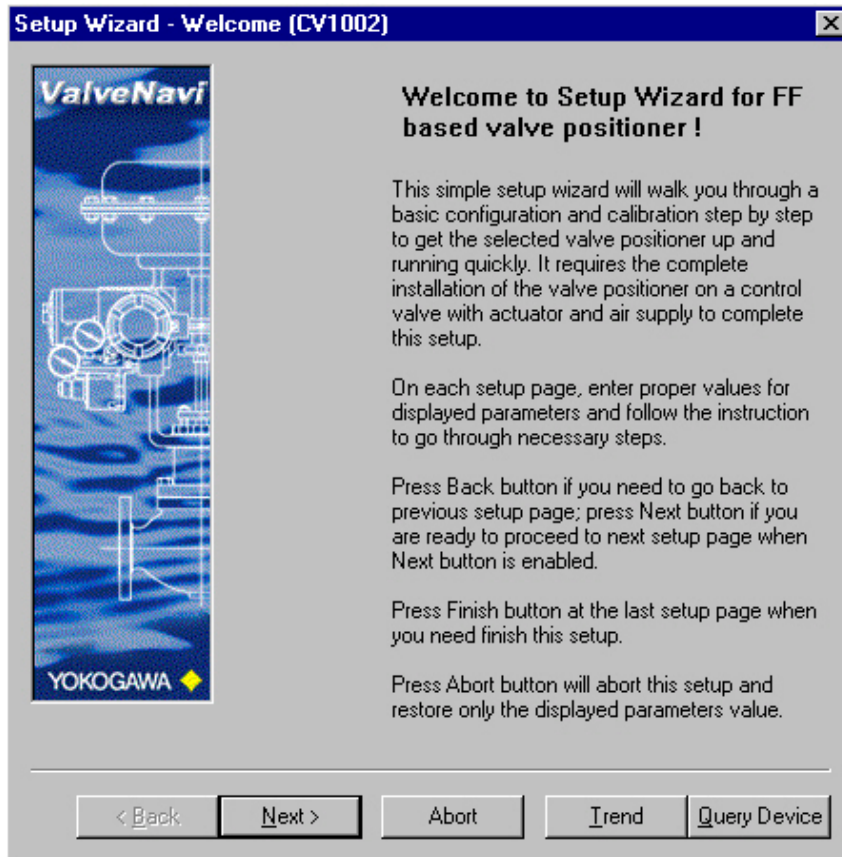 Setup Wizard - Welcome (CV1002)
ValveNavi
Welcome to Setup Wizard for FF
based valve positioner !
This simple setup wizard will walk you through a
basic configuration and calibration step by step
to get the selected valve positioner up and
running quickly. It requires the complete
installation of the valve positioner on a control
valve with actuator and air supply to complete
this setup.
On each setup page, enter proper values for
displayed parameters and follow the instruction
to go through necessary steps.
Press Back button if you need to go back to
previous setup page; press Next button if you
are ready to proceed to next setup page when
Next button is enabled.
Press Finish button at the last setup page when
you need finish this setup.
Press Abort button will abort this setup and
restore only the displayed parameters value.
YOKOGAWA
< Back Next > Abort Trend Query Device